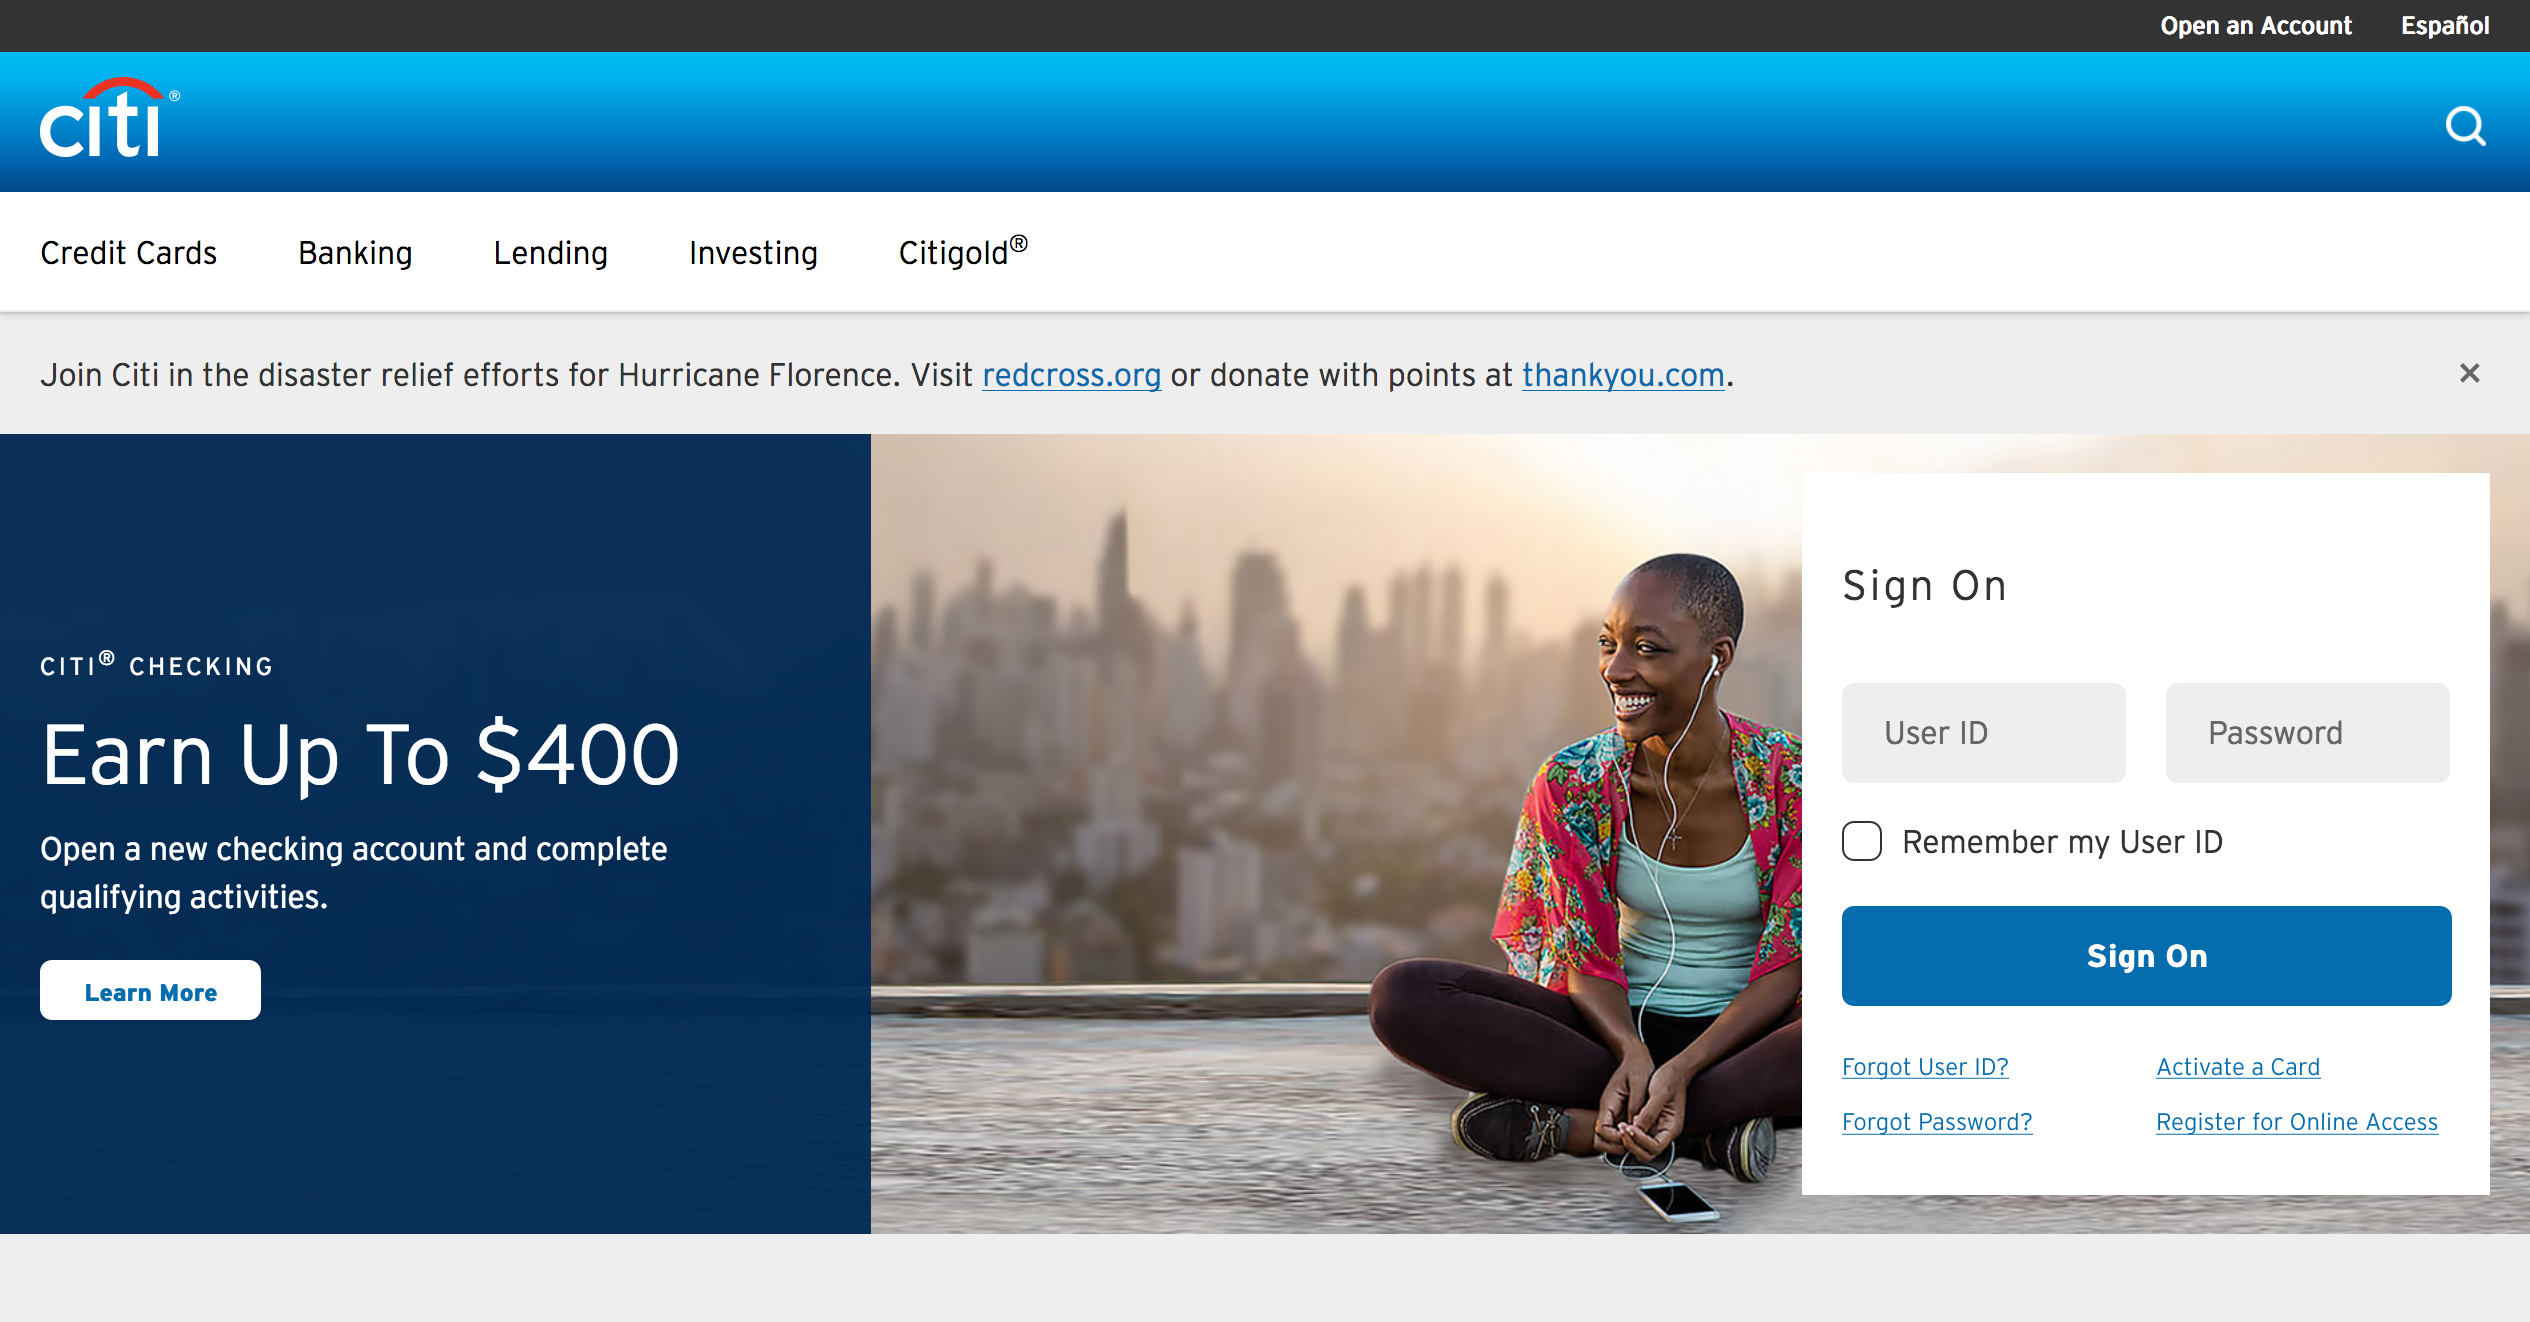 Open an Account Español
citi®
Credit Cards Banking Lending Investing Citigold®
Join Citi in the disaster relief efforts for Hurricane Florence. Visit redcross.org or donate with points at thankyou.com.
CITI® CHECKING
Earn Up To $400
Open a new checking account and complete
qualifying activities.
Learn More
Sign On
User ID Password
Remember my User ID
Sign On
Forgot User ID? Activate a Card
Forgot Password? Register for Online Access